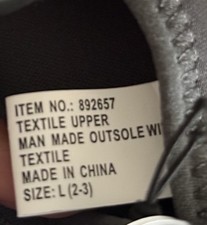 ITEM NO.: 892657
TEXTILE UPPER
MAN MADE OUTSOLE WI
TEXTILE
MADE IN CHINA
SIZE: L (2-3)